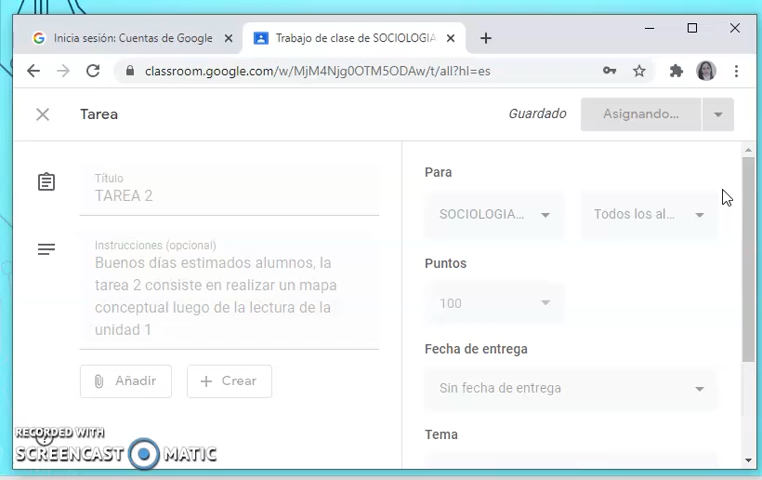 Inicia sesión: Cuentas de Google
Trabajo de clase de SOCIOLOGIA
classroom.google.com/w/MjM4Njg0OTM5ODAw/t/all?hl=es
Tarea
Guardado
Asignando...
Título
TAREA 2
Instrucciones (opcional)
Buenos días estimados alumnos, la
tarea 2 consiste en realizar un mapa
conceptual luego de la lectura de la
unidad 1
Añadir
Crear
Para
SOCIOLOGIA...
Todos los al...
Puntos
100
Fecha de entrega
Sin fecha de entrega
Tema
RECORDED WITH
SCREENCAST MATIC